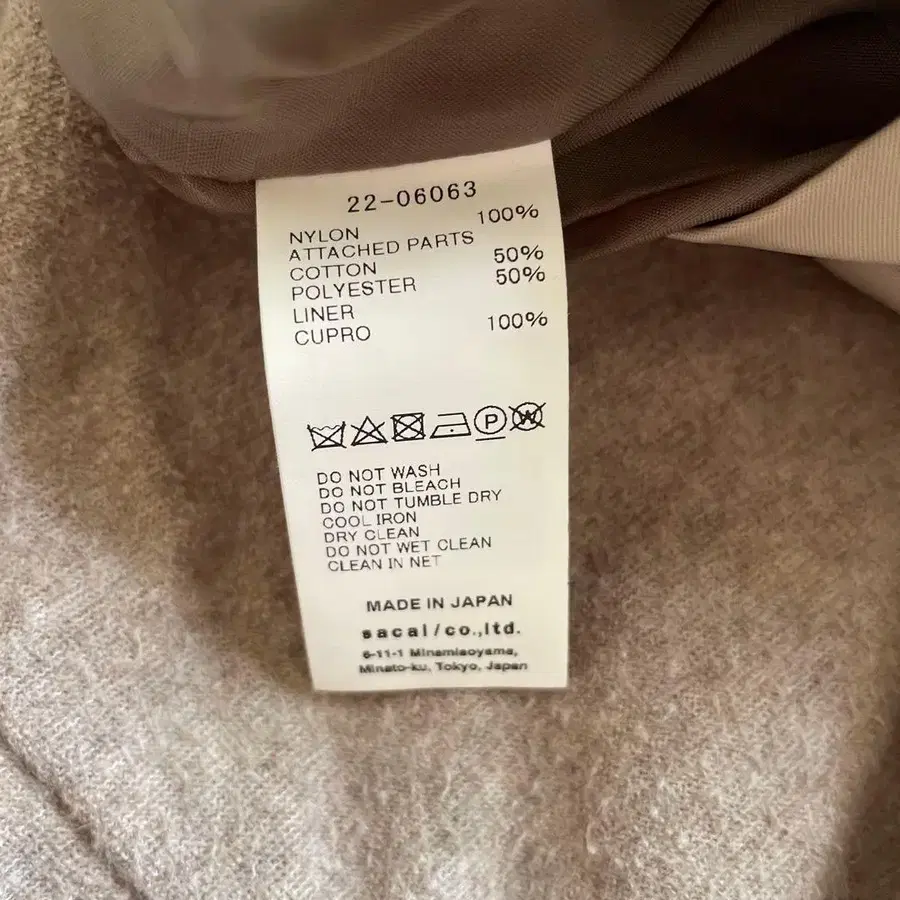 22-06063
NYLON 100%
ATTACHED PARTS
COTTON 50%
POLYESTER 50%
LINER
CUPRO 100%
P W
DO NOT WASH
DO NOT BLEACH
DO NOT TUMBLE DRY
COOL IRON
DRY CLEAN
DO NOT WET CLEAN
CLEAN IN NET
MADE IN JAPAN
sacai/co.,ltd.
6-11-1 Minamiaoyama,
Minato-ku, Tokyo, Japan